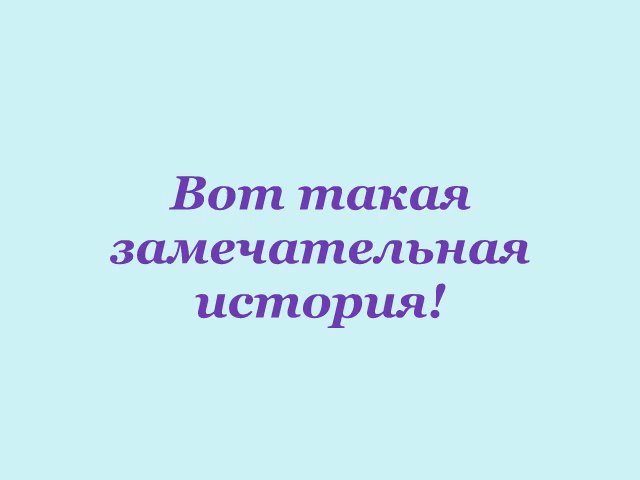 Вот такая
замечательная
история!